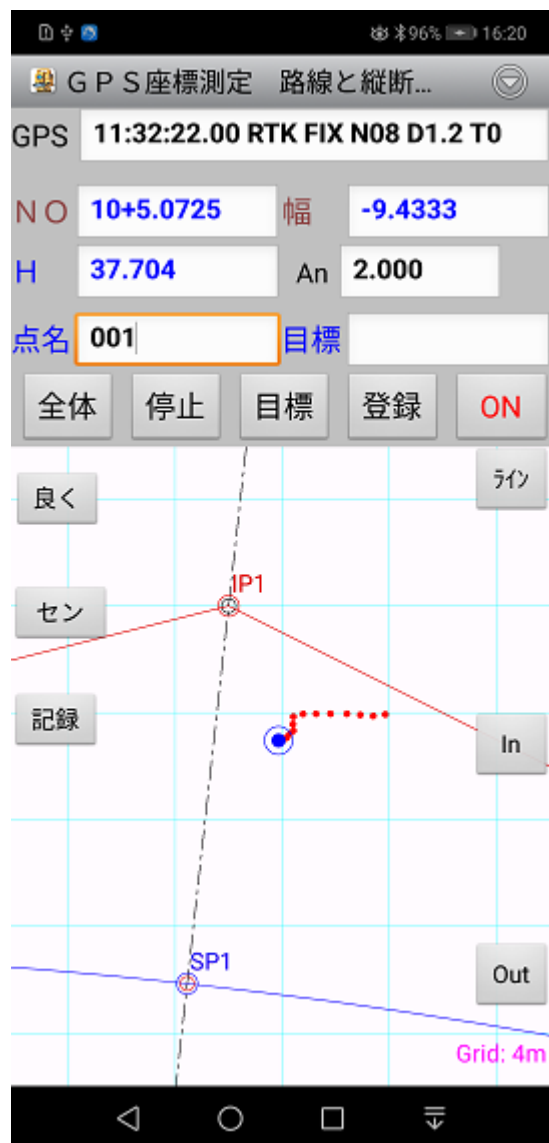 96% 16:20
ＧＰＳ座標測定　路線と縦断...
GPS 11:32:22.00 RTK FIX N08 D1.2 T0
ＮＯ 10+5.0725 幅 -9.4333
H 37.704 An 2.000
点名 001 目標
全体 停止 目標 登録 ON
良く ﾗｲﾝ
IP1
セン
記録
In
SP1
Out
Grid: 4m